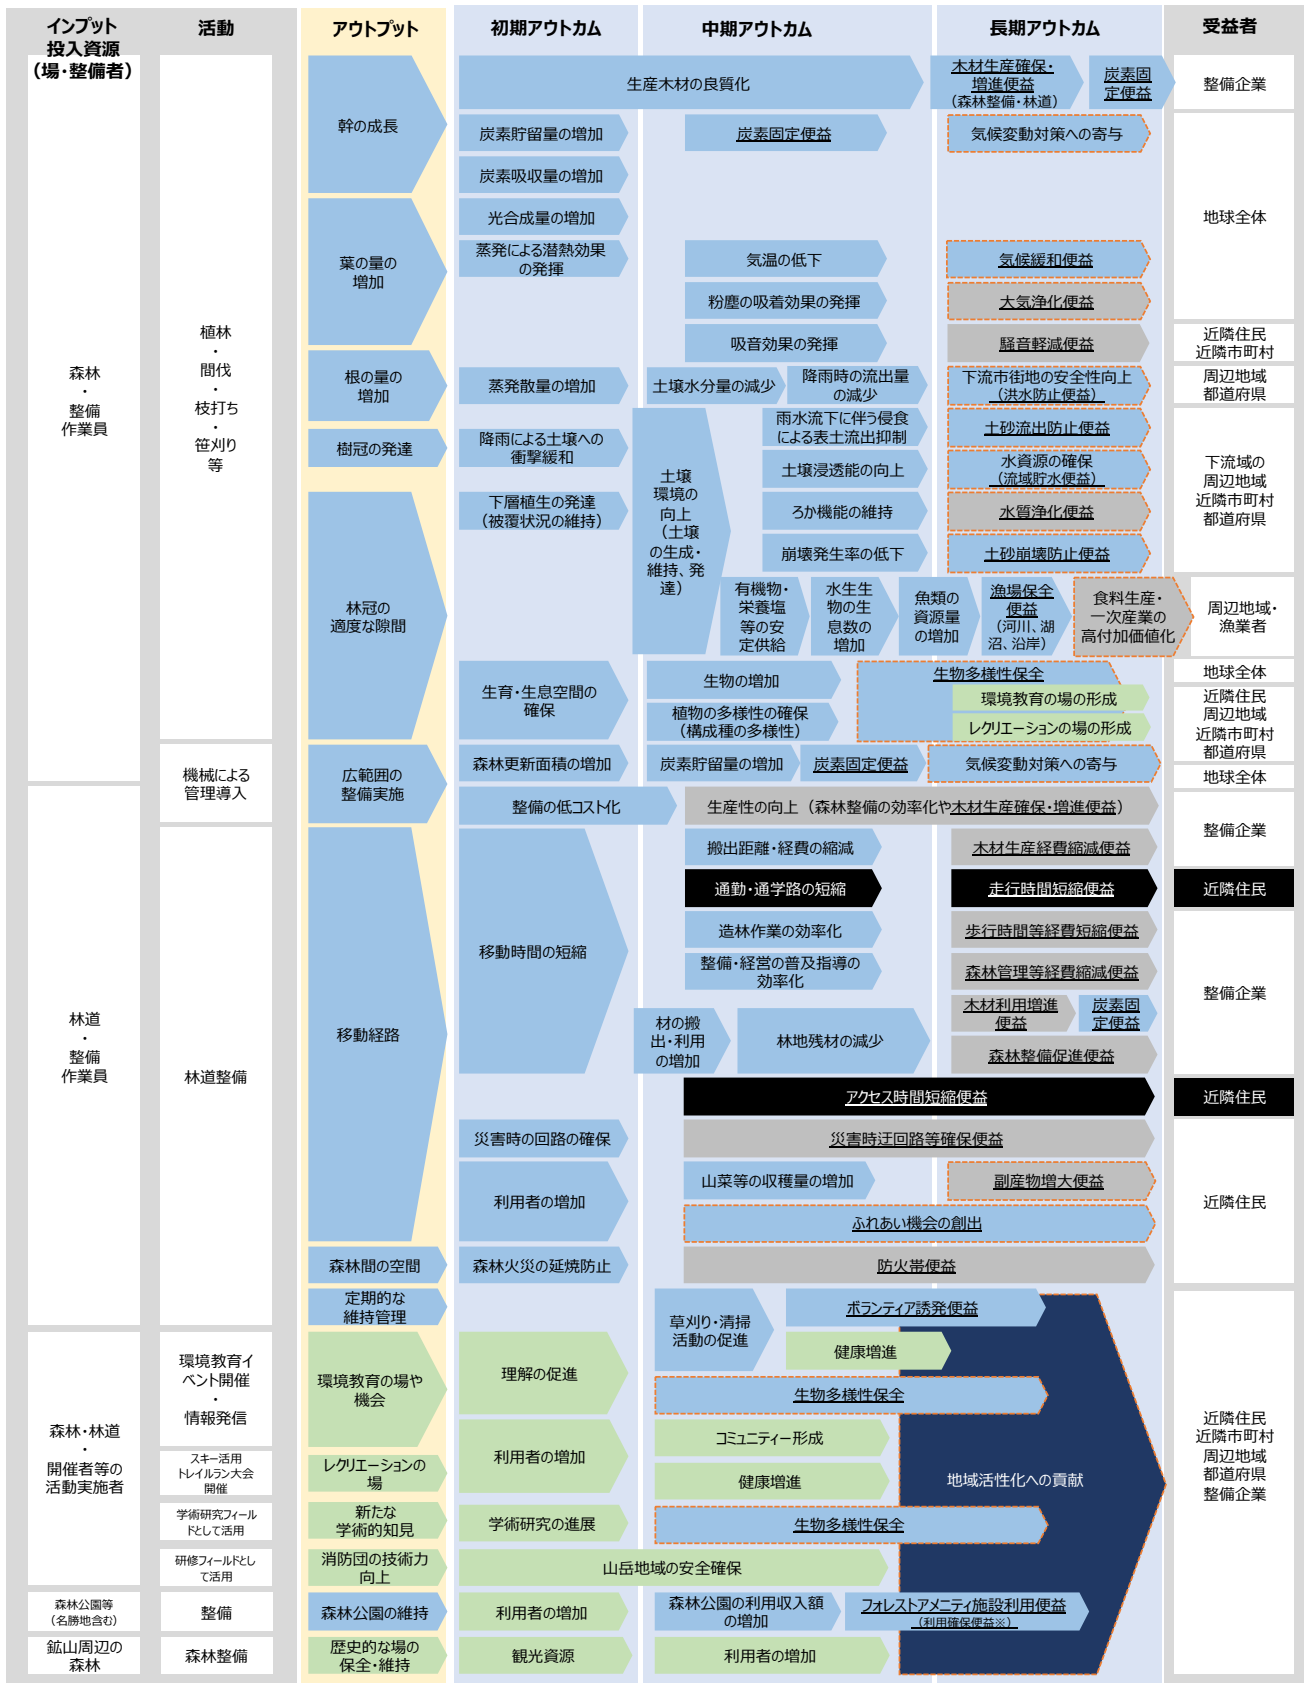 インプット
投入資源
（場・整備者）
活動
アウトプット
初期アウトカム
中期アウトカム
長期アウトカム
受益者
森林
・
整備
作業員
植林
・
間伐
・
枝打ち
・
笹刈り
等
幹の成長
生産木材の良質化
木材生産確保・
増進便益
（森林整備・林道）
炭素固
定便益
整備企業
炭素貯留量の増加
炭素固定便益
気候変動対策への寄与
炭素吸収量の増加
地球全体
葉の量の
増加
光合成量の増加
蒸発による潜熱効果
の発揮
気温の低下
気候緩和便益
粉塵の吸着効果の発揮
大気浄化便益
吸音効果の発揮
騒音軽減便益
近隣住民
近隣市町村
根の量の
増加
蒸発散量の増加
土壌水分量の減少
降雨時の流出量
の減少
下流市街地の安全性向上
（洪水防止便益）
周辺地域
都道府県
樹冠の発達
降雨による土壌への
衝撃緩和
土壌
環境の
向上
（土壌
の生成・
維持、発
達）
雨水流下に伴う侵食
による表土流出抑制
土砂流出防止便益
土壌浸透能の向上
水資源の確保
（流域貯水便益）
下流域の
周辺地域
近隣市町村
都道府県
林冠の
適度な隙間
下層植生の発達
（被覆状況の維持）
ろか機能の維持
水質浄化便益
崩壊発生率の低下
土砂崩壊防止便益
有機物・
栄養塩
等の安
定供給
水生生
物の生
息数の
増加
魚類の
資源量
の増加
漁場保全
便益
（河川、湖
沼、沿岸）
食料生産・
一次産業の
高付加価値化
周辺地域・
漁業者
生育・生息空間の
確保
生物の増加
植物の多様性の確保
（構成種の多様性）
生物多様性保全
環境教育の場の形成
レクリエーションの場の形成
地球全体
近隣住民
周辺地域
近隣市町村
都道府県
機械による
管理導入
広範囲の
整備実施
森林更新面積の増加
炭素貯留量の増加
炭素固定便益
気候変動対策への寄与
地球全体
整備の低コスト化
生産性の向上（森林整備の効率化や木材生産確保・増進便益）
整備企業
林道
・
整備
作業員
林道整備
移動経路
移動時間の短縮
搬出距離・経費の縮減
木材生産経費縮減便益
通勤・通学路の短縮
走行時間短縮便益
近隣住民
造林作業の効率化
歩行時間等経費短縮便益
整備・経営の普及指導の
効率化
森林管理等経費縮減便益
整備企業
材の搬
出・利用
の増加
林地残材の減少
木材利用増進
便益
炭素固
定便益
森林整備促進便益
アクセス時間短縮便益
近隣住民
災害時の回路の確保
災害時迂回路等確保便益
利用者の増加
山菜等の収穫量の増加
副産物増大便益
近隣住民
ふれあい機会の創出
森林間の空間
森林火災の延焼防止
防火帯便益
定期的な
維持管理
草刈り・清掃
活動の促進
ボランティア誘発便益
健康増進
森林・林道
・
開催者等の
活動実施者
環境教育イ
ベント開催
・
情報発信
環境教育の場や
機会
理解の促進
生物多様性保全
利用者の増加
コミュニティー形成
スキー活用
トレイルラン大会
開催
レクリエーションの
場
健康増進
地域活性化への貢献
近隣住民
近隣市町村
周辺地域
都道府県
整備企業
学術研究フィール
ドとして活用
新たな
学術的知見
学術研究の進展
生物多様性保全
研修フィールドとし
て活用
消防団の技術力
向上
山岳地域の安全確保
森林公園等
（名勝地含む）
整備
森林公園の維持
利用者の増加
森林公園の利用収入額
の増加
フォレストアメニティ施設利用便益
（利用確保便益※）
鉱山周辺の
森林
森林整備
歴史的な場の
保全・維持
観光資源
利用者の増加